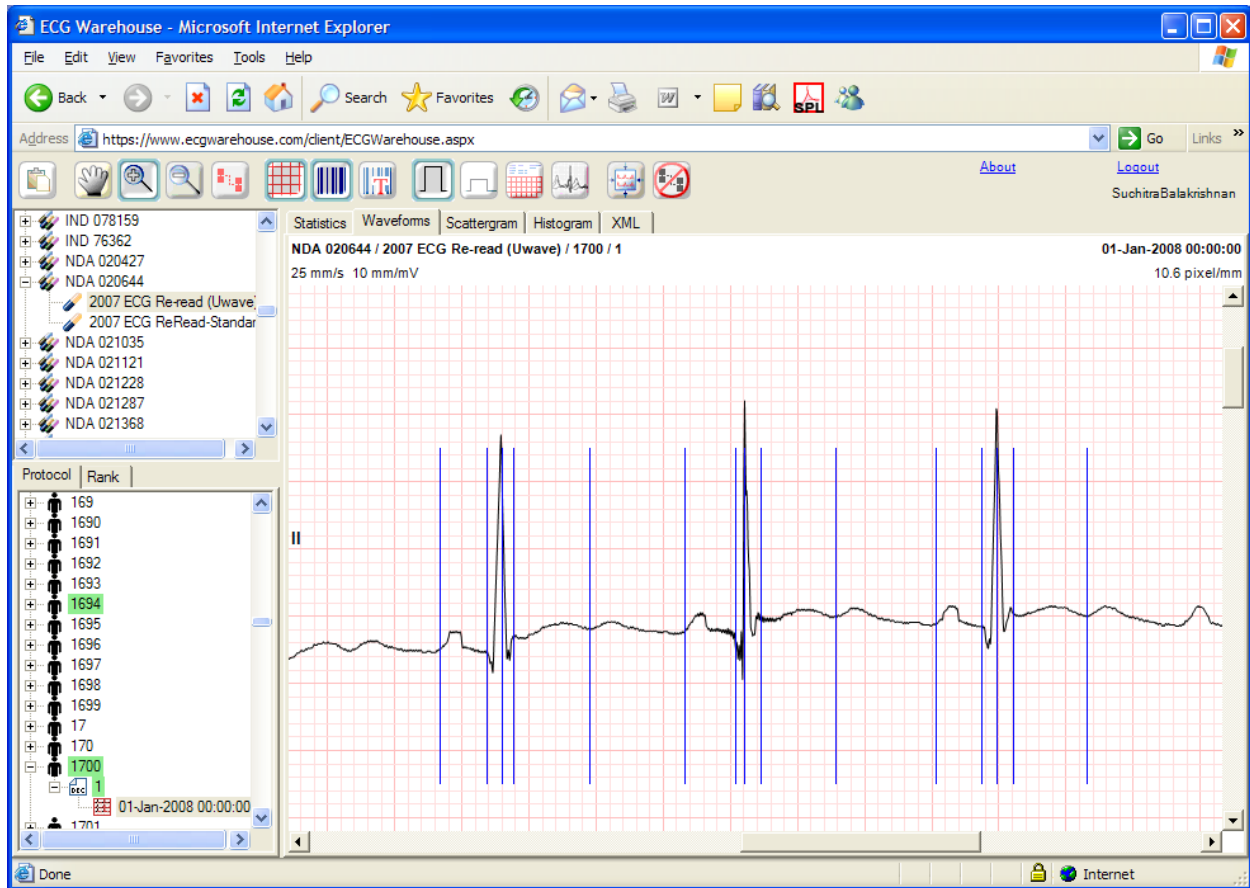 ECG Warehouse - Microsoft Internet Explorer
File Edit View Favorites Tools Help
Back Search Favorites W SPL
Address https://www.ecgwarehouse.com/client/ECGWarehouse.aspx Go Links »
T About Logout
SuchitraBalakrishnan
IND 078159
IND 76362
NDA 020427
NDA 020644
2007 ECG Re-read (Uwave)
2007 ECG ReRead-Standar
NDA 021035
NDA 021121
NDA 021228
NDA 021287
NDA 021368
Statistics Waveforms Scattergram Histogram XML
NDA 020644 / 2007 ECG Re-read (Uwave) / 1700 / 1 01-Jan-2008 00:00:00
25 mm/s 10 mm/mV 10.6 pixel/mm
II
Protocol Rank
169
1690
1691
1692
1693
1694
1695
1696
1697
1698
1699
17
170
1700
DEC 1
01-Jan-2008 00:00:00
1701
Done Internet